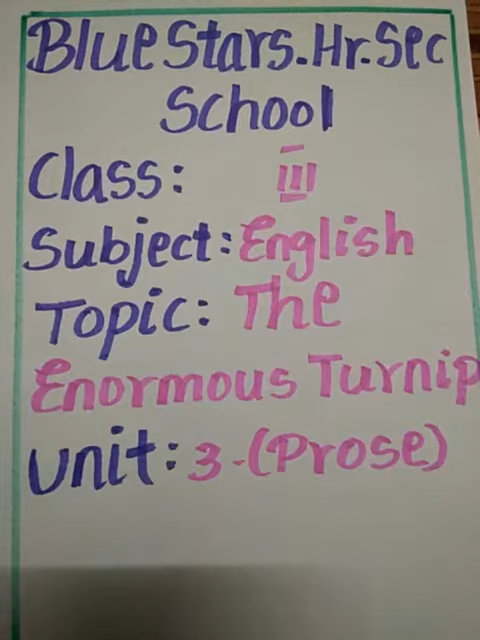 Blue Stars.Hr.Sec
School
Class: III
Subject: English
Topic: The
Enormous Turnip
Unit: 3-(Prose)